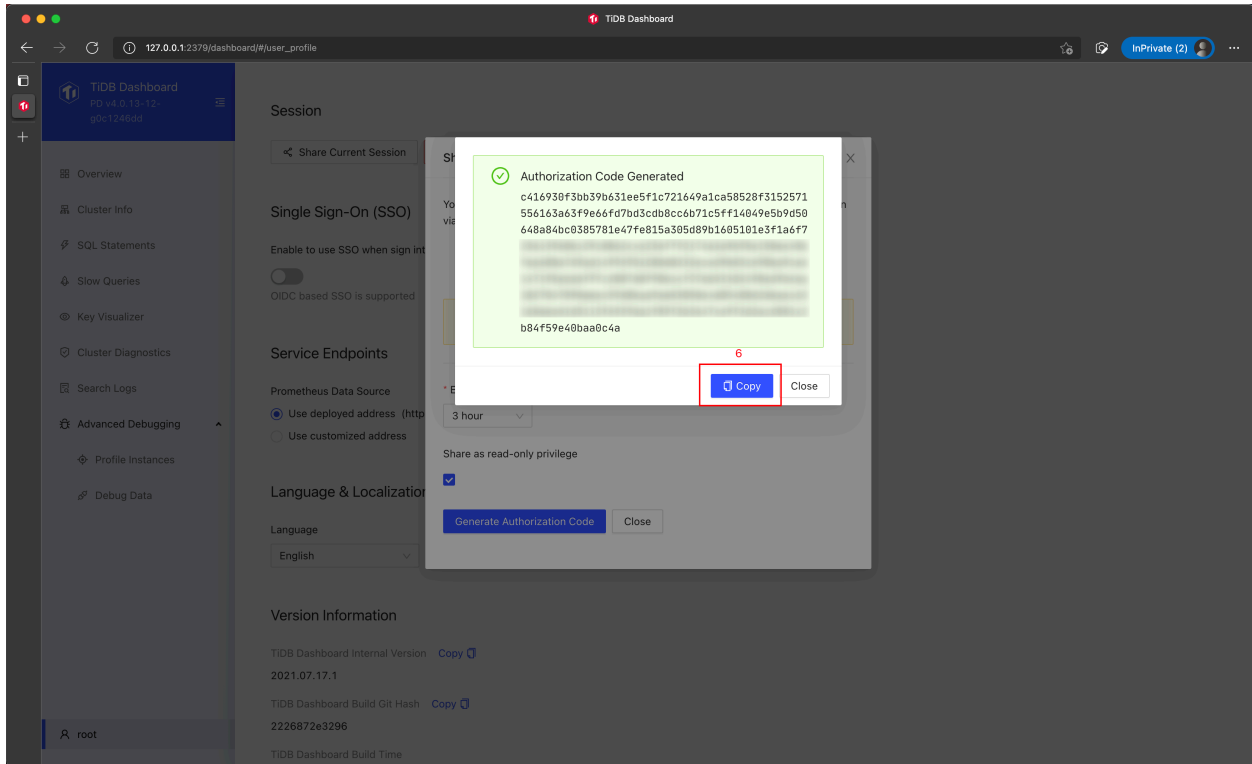 TiDB Dashboard
127.0.0.1:2379/dashboard/#/user_profile
InPrivate (2)
TiDB Dashboard
PD v4.0.13-12-
g0c1246dd
Overview
Cluster Info
SQL Statements
Slow Queries
Key Visualizer
Cluster Diagnostics
Search Logs
Advanced Debugging
Profile Instances
Debug Data
root
Session
Share Current Session
Single Sign-On (SSO)
Enable to use SSO when sign int
OIDC based SSO is supported
Service Endpoints
Prometheus Data Source
Use deployed address (http
Use customized address
Language & Localization
Language
English
Version Information
TiDB Dashboard Internal Version Copy
2021.07.17.1
TiDB Dashboard Build Git Hash Copy
2226872e3296
TiDB Dashboard Build Time
Sh
Yo
via
n
Authorization Code Generated
c416930f3bb39b631ee5f1c721649a1ca58528f3152571
556163a63f9e66fd7bd3cdb8cc6b71c5ff14049e5b9d50
648a84bc0385781e47fe815a305d89b1605101e3f1a6f7
b84f59e40baa0c4a
6
Copy Close
* E
3 hour
Share as read-only privilege
Generate Authorization Code Close